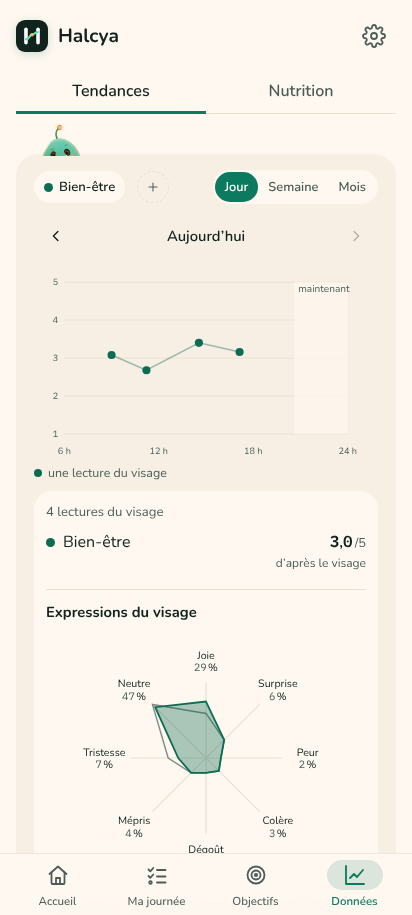 Halcya
Tendances
Nutrition
Bien-être
+
Jour
Semaine
Mois
Aujourd’hui
5
maintenant
4
3
2
1
6 h
12 h
18 h
24 h
une lecture du visage
4 lectures du visage
Bien-être
3,0 /5
d’après le visage
Expressions du visage
Joie
29 %
Neutre
47 %
Surprise
6 %
Tristesse
7 %
Peur
2 %
Mépris
4 %
Colère
3 %
Dégoût
Accueil
Ma journée
Objectifs
Données